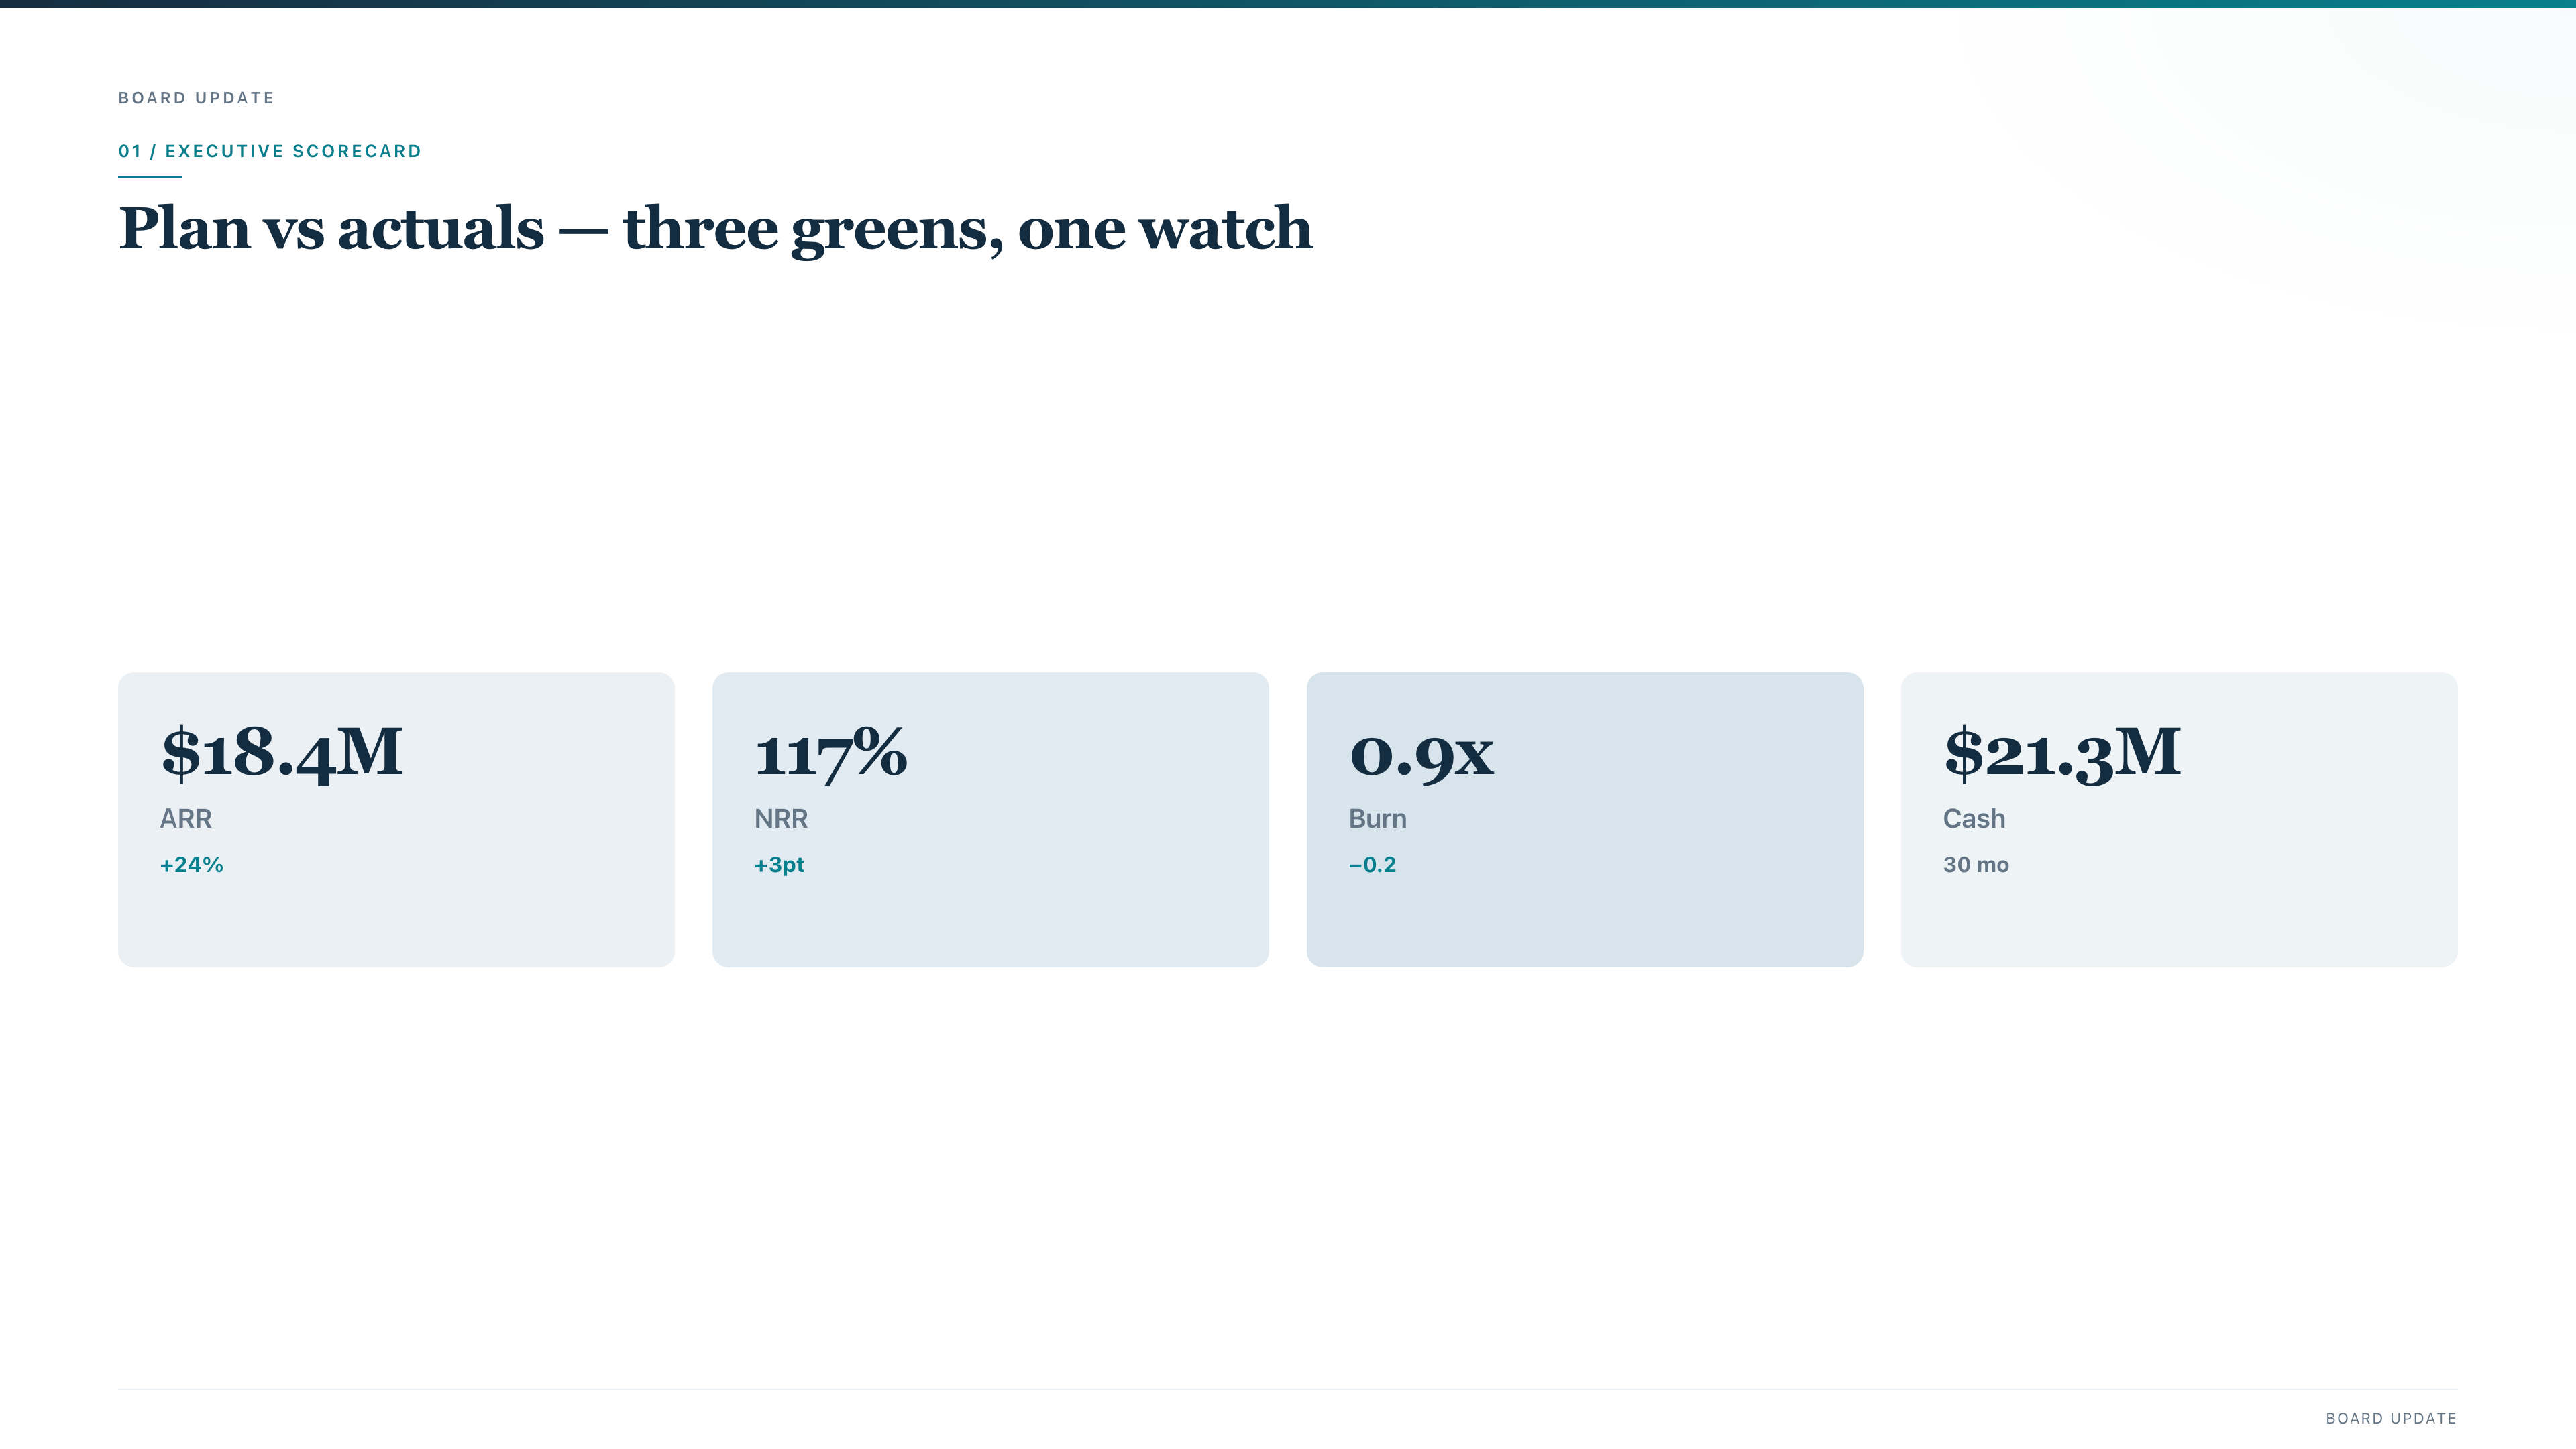 BOARD UPDATE
01 / EXECUTIVE SCORECARD
Plan vs actuals — three greens, one watch
$18.4M
ARR
+24%
117%
NRR
+3pt
0.9x
Burn
−0.2
$21.3M
Cash
30 mo
BOARD UPDATE